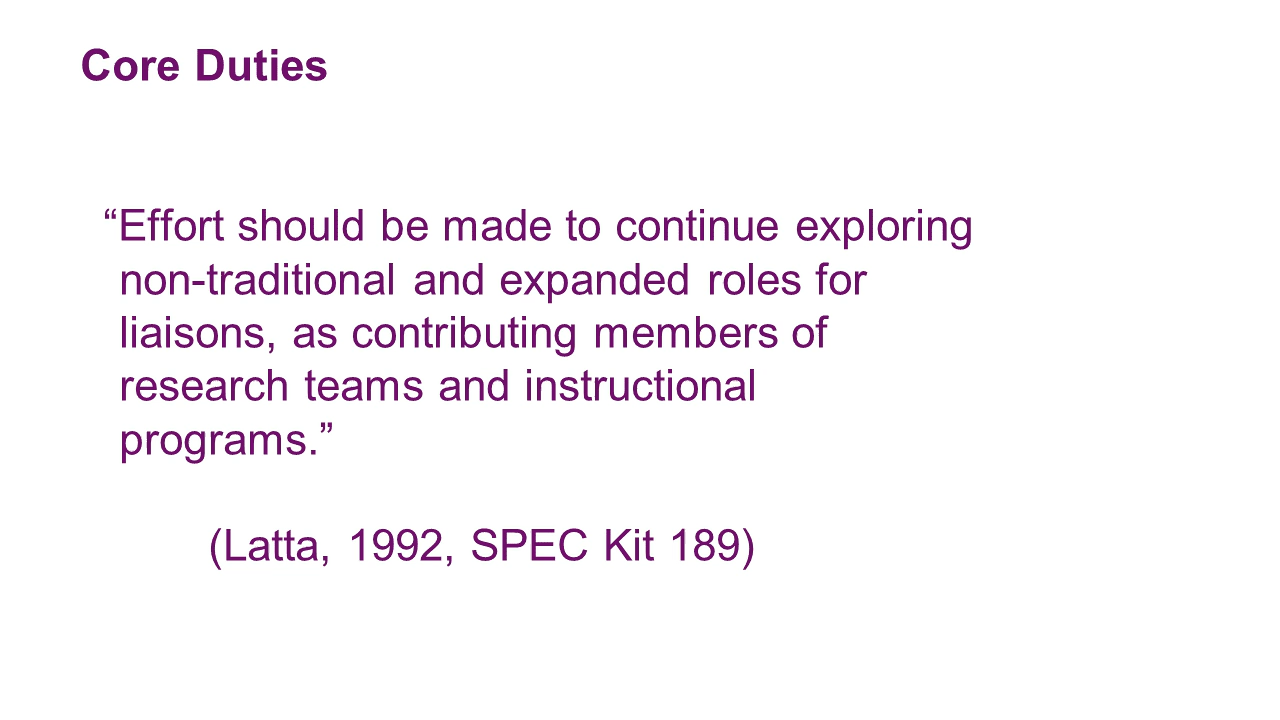 Core Duties
“Effort should be made to continue exploring
non-traditional and expanded roles for
liaisons, as contributing members of
research teams and instructional
programs.”
(Latta, 1992, SPEC Kit 189)